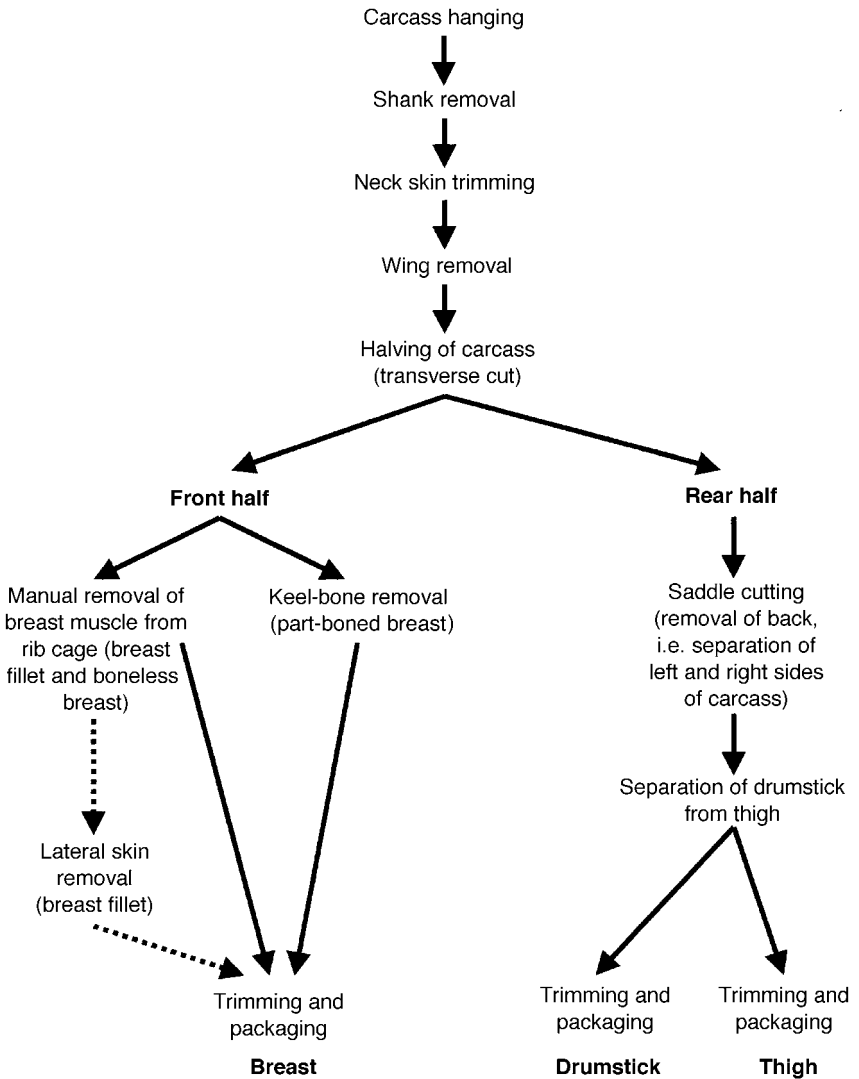 Carcass hanging
Shank removal
Neck skin trimming
Wing removal
Halving of carcass
(transverse cut)
Front half
Rear half
Manual removal of
breast muscle from
rib cage (breast
fillet and boneless
breast)
Keel-bone removal
(part-boned breast)
Saddle cutting
(removal of back,
i.e. separation of
left and right sides
of carcass)
Separation of drumstick
from thigh
Lateral skin
removal
(breast fillet)
Trimming and
packaging
Breast
Trimming and
packaging
Drumstick
Trimming and
packaging
Thigh